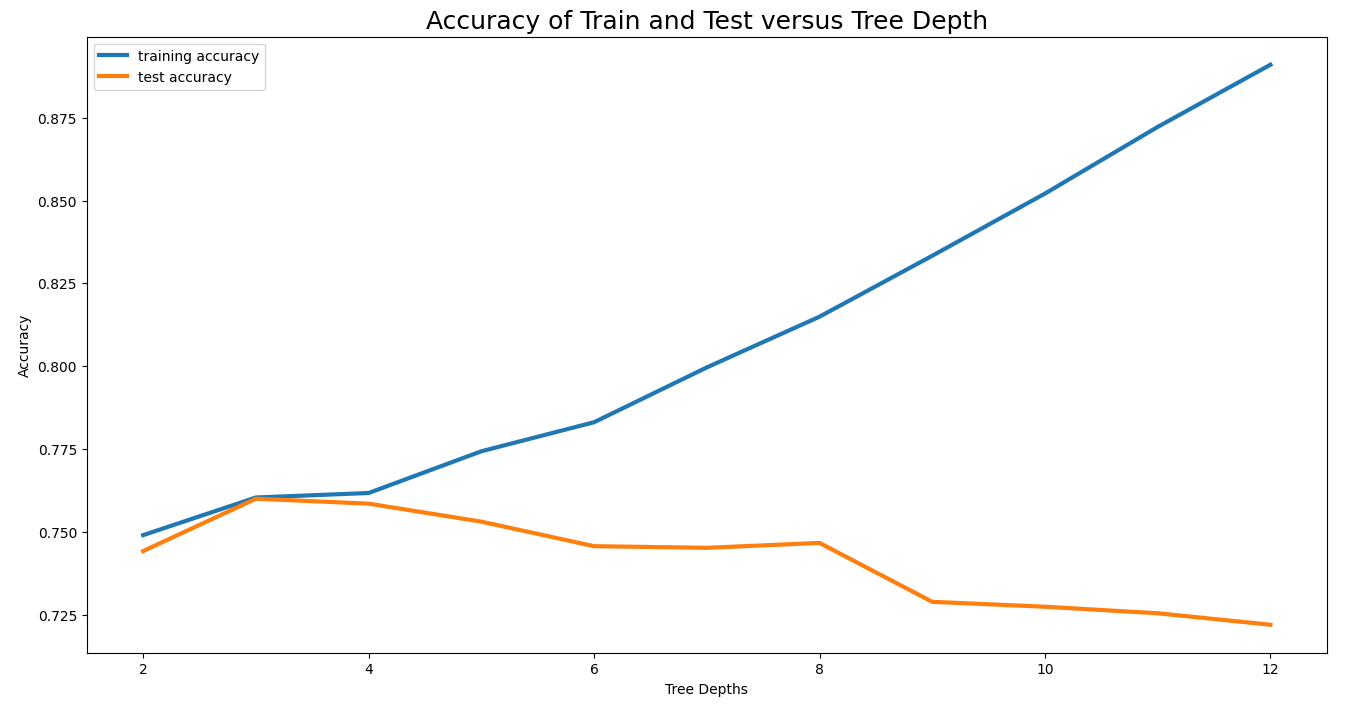 Accuracy of Train and Test versus Tree Depth
training accuracy
test accuracy
0.875
0.850
0.825
0.800
0.775
0.750
0.725
Accuracy
2 4 6 8 10 12
Tree Depths